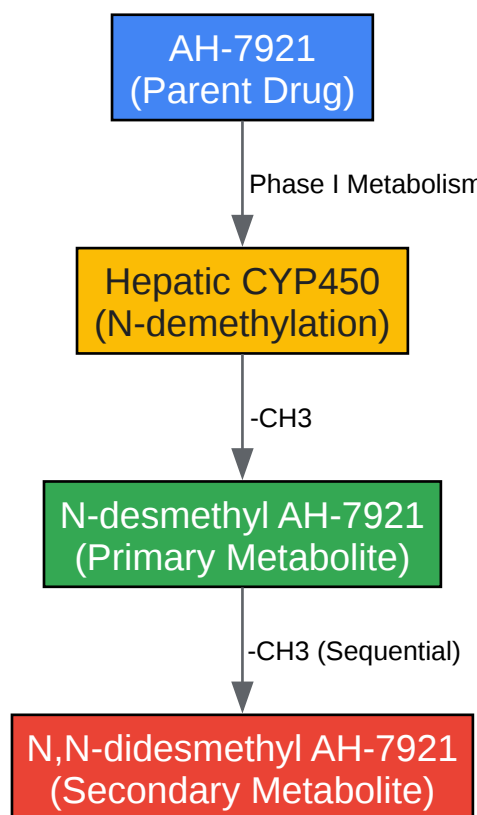 AH-7921
(Parent Drug)
Phase I Metabolism
Hepatic CYP450
(N-demethylation)
-CH3
N-desmethyl AH-7921
(Primary Metabolite)
-CH3 (Sequential)
N,N-didesmethyl AH-7921
(Secondary Metabolite)